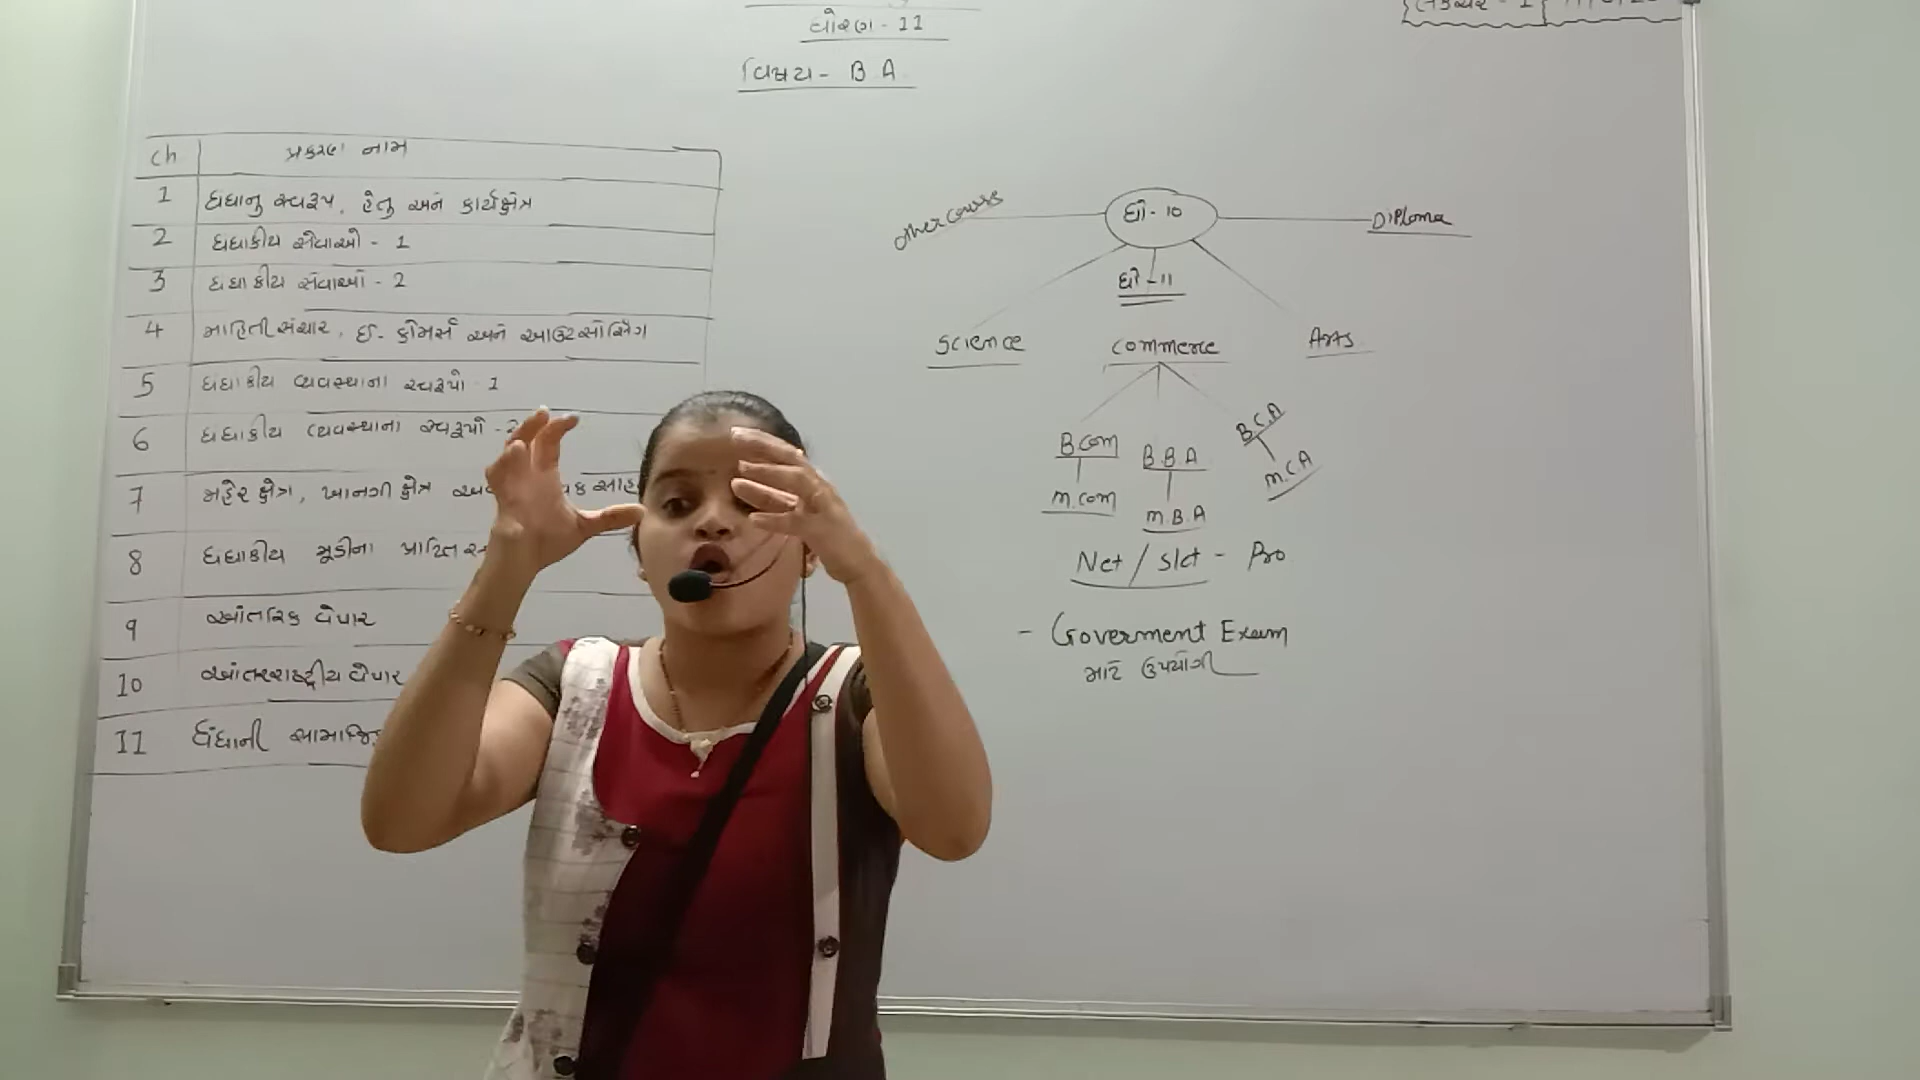 ધોરણ - 11
વિષય - B.A
ch પ્રકરણ નામ
1 ધંધાનુ સ્વરૂપ, હેતુ અને કાર્યક્ષેત્ર
2 ધંધાકીય સેવાઓ - 1
3 ધંધાકીય સેવાઓ - 2
4 માહિતી સંચાર, ઈ- કોમર્સ અને આઉટસોર્સિંગ
5 ધંધાકીય વ્યવસ્થાના સ્વરૂપો - 1
6 ધંધાકીય વ્યવસ્થાના સ્વરૂપો - 2
7 જાહેર ક્ષેત્ર, ખાનગી ક્ષેત્ર
8 ધંધાકીય મૂડીના
9 આંતરિક વેપાર
10 આંતરરાષ્ટ્રીય વેપાર
11 ધંધાની
ધો - 10
Diploma
ધો - 11
Science
commerce
Arts
B.com
B.B.A
B.C.A
M.com
M.B.A
M.C.A
Net / Slet - Pro
- Goverment Exam
માટે ઉપયોગી